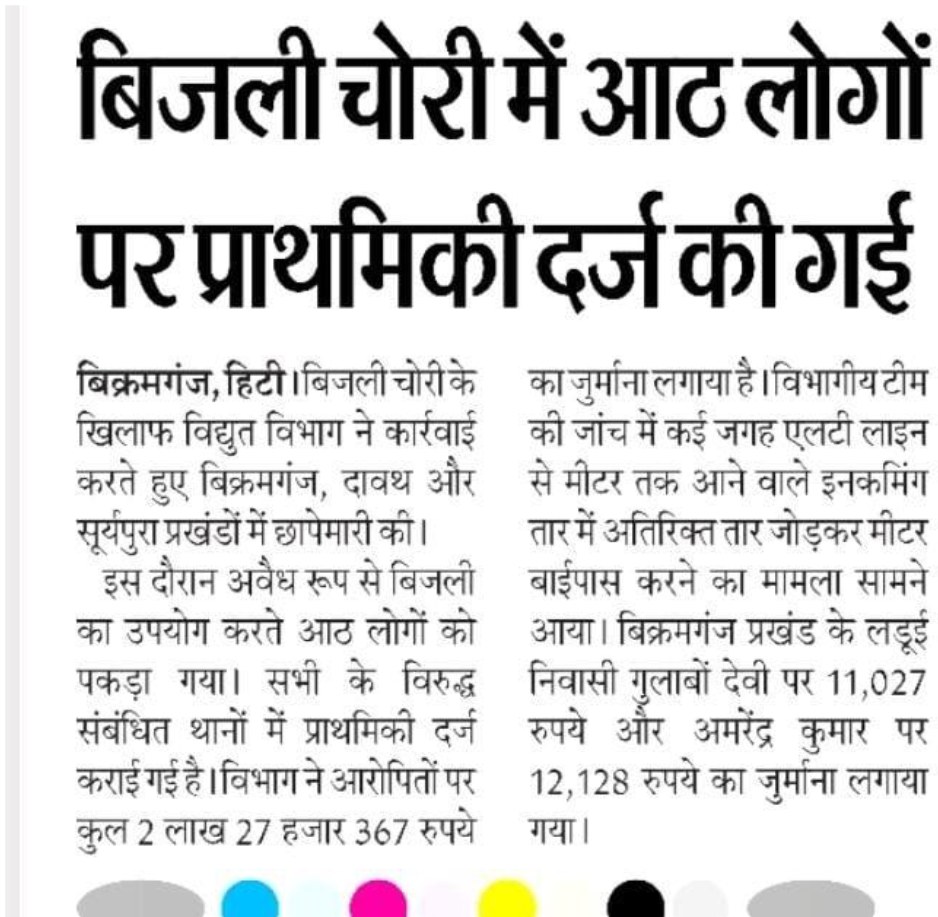 बिजली चोरी में आठ लोगों
पर प्राथमिकी दर्ज की गई
बिक्रमगंज, हिटी। बिजली चोरी के
खिलाफ विद्युत विभाग ने कार्रवाई
करते हुए बिक्रमगंज, दावथ और
सूर्यपुरा प्रखंडों में छापेमारी की।
इस दौरान अवैध रूप से बिजली
का उपयोग करते आठ लोगों को
पकड़ा गया। सभी के विरुद्ध
संबंधित थानों में प्राथमिकी दर्ज
कराई गई है। विभाग ने आरोपितों पर
कुल 2 लाख 27 हजार 367 रुपये
का जुर्माना लगाया है। विभागीय टीम
की जांच में कई जगह एलटी लाइन
से मीटर तक आने वाले इनकमिंग
तार में अतिरिक्त तार जोड़कर मीटर
बाईपास करने का मामला सामने
आया। बिक्रमगंज प्रखंड के लडूई
निवासी गुलाबों देवी पर 11,027
रुपये और अमरेंद्र कुमार पर
12,128 रुपये का जुर्माना लगाया
गया।